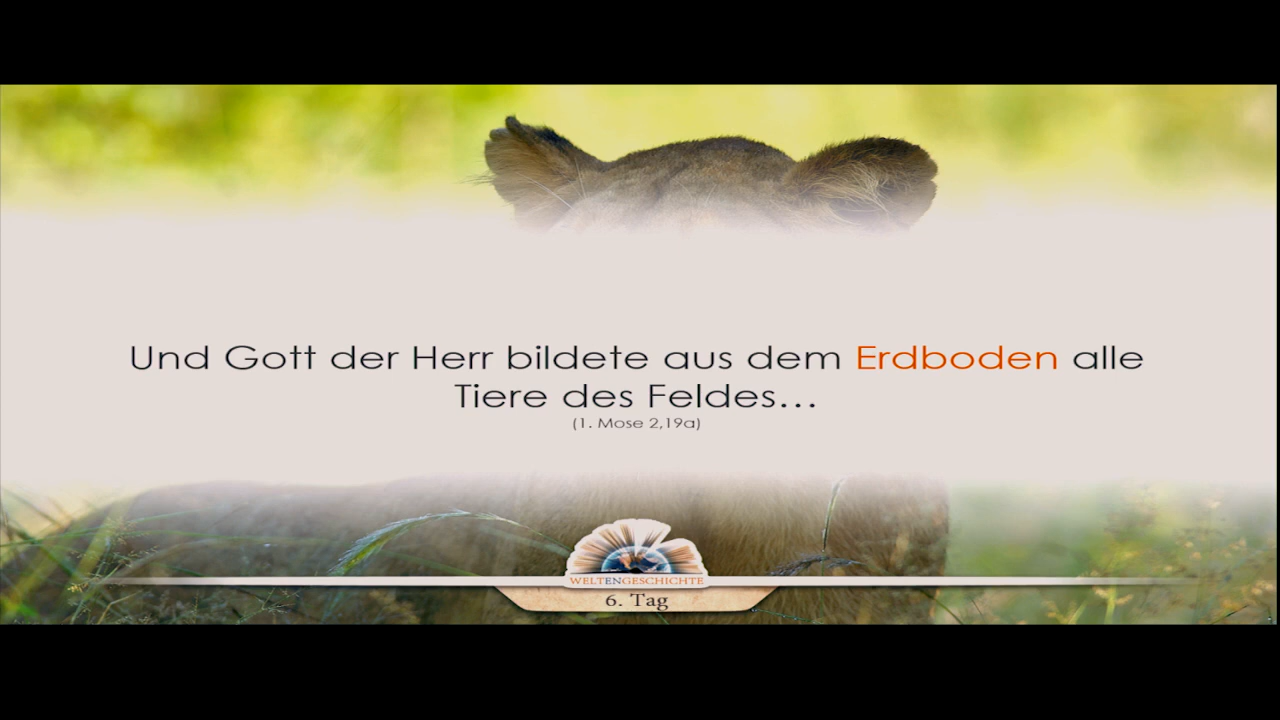 Und Gott der Herr bildete aus dem Erdboden alle
Tiere des Feldes...
(1. Mose 2,19a)
WELTENGESCHICHTE
6. Tag